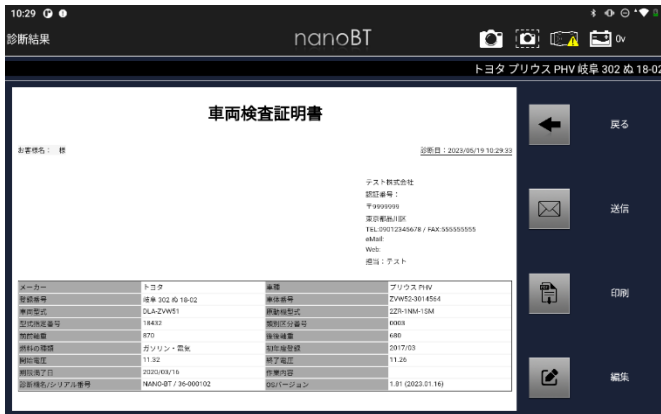 10:29
診断結果
nanoBT
0v
トヨタ プリウス PHV 岐阜 302 ぬ 18-02
車両検査証明書
お客様名： 様
診断日：2023/05/19 10:29:33
テスト株式会社
認証番号：
〒9999999
東京都品川区
TEL:09012345678 / FAX:555555555
eMail:
Web:
担当：テスト
メーカー トヨタ 車種 プリウス PHV
登録番号 岐阜 302 ぬ 18-02 車体番号 ZVW52-3014564
車両型式 DLA-ZVW51 原動機型式 2ZR-1NM-1SM
型式指定番号 18432 類別区分番号 0003
前前軸重 870 後後軸重 680
燃料の種類 ガソリン・電気 初年度登録 2017/03
開始電圧 11.32 終了電圧 11.26
満了日 2020/03/16 作業内容
診断機名/シリアル番号 NANO-BT / 36-000102 OSバージョン 1.81 (2023.01.16)
戻る
送信
印刷
編集